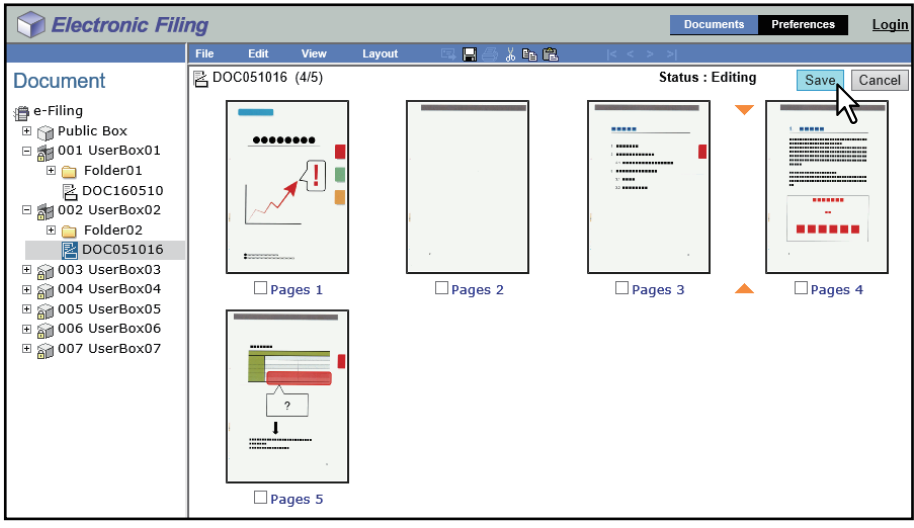 Electronic Filing
Documents Preferences Login
File Edit View Layout |< < > >|
Document
DOC051016 (4/5) Status : Editing Save Cancel
e-Filing
Public Box
001 UserBox01
Folder01
DOC160510
002 UserBox02
Folder02
DOC051016
003 UserBox03
004 UserBox04
005 UserBox05
006 UserBox06
007 UserBox07
!
Pages 1 Pages 2 Pages 3 Pages 4
?
Pages 5